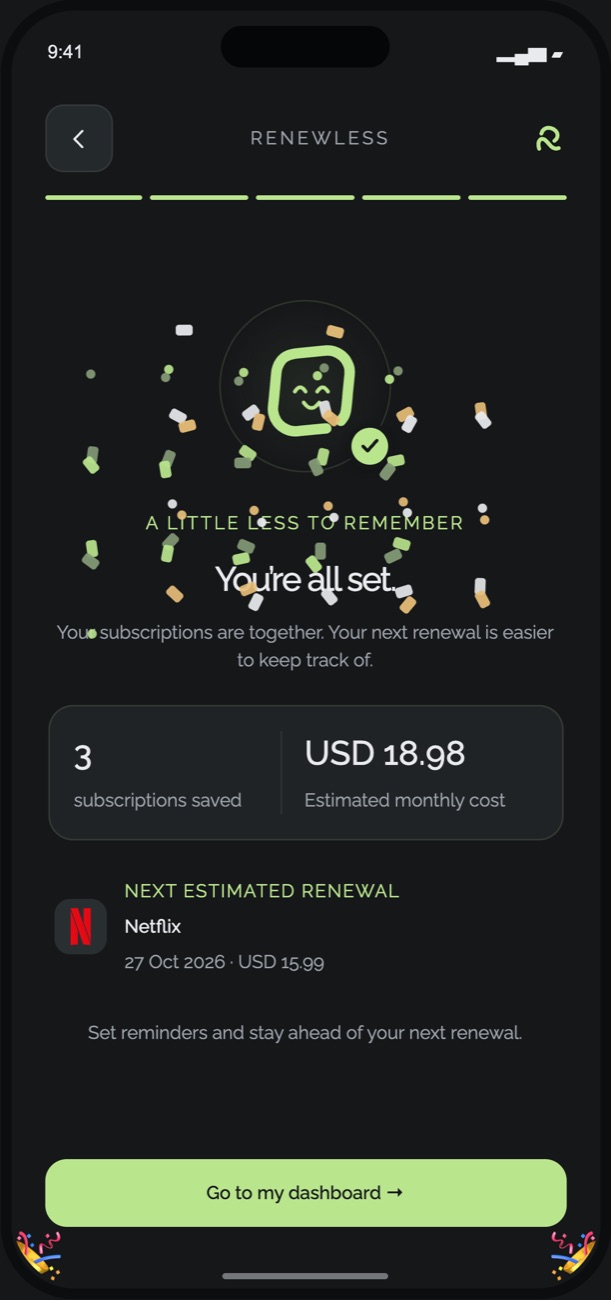 9:41
RENEWLESS
A LITTLE LESS TO REMEMBER
You're all set.
Your subscriptions are together. Your next renewal is easier
to keep track of.
3
subscriptions saved
USD 18.98
Estimated monthly cost
NEXT ESTIMATED RENEWAL
Netflix
27 Oct 2026 · USD 15.99
Set reminders and stay ahead of your next renewal.
Go to my dashboard →